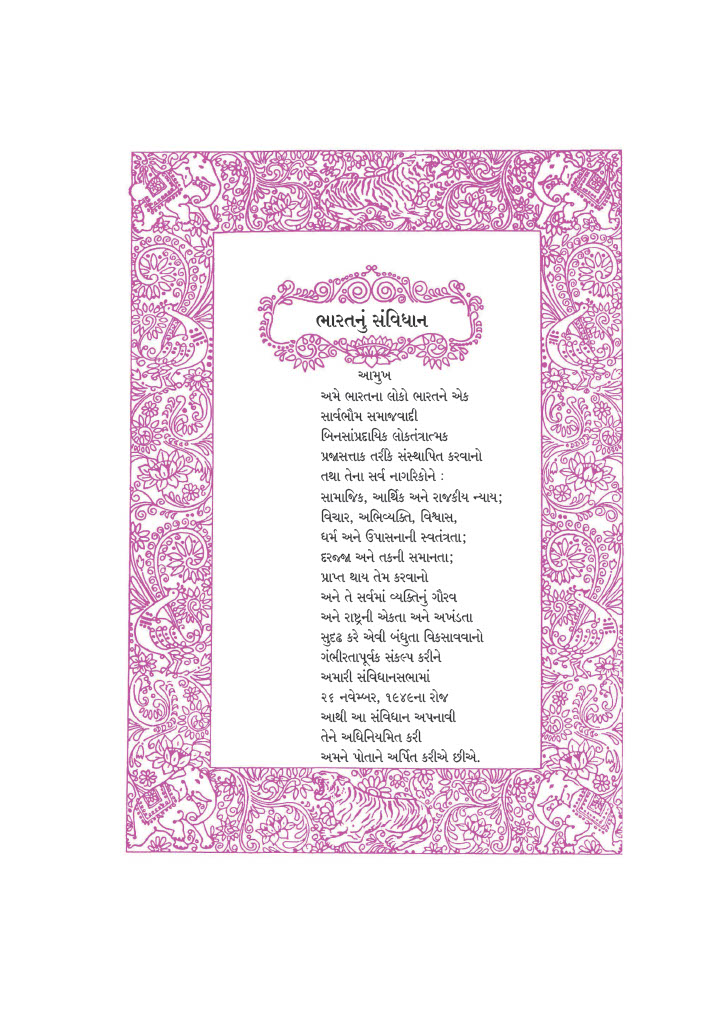 ભારતનું સંવિધાન
આમુખ
અમે ભારતના લોકો ભારતને એક
સાર્વભૌમ સમાજવાદી
બિનસાંપ્રદાયિક લોકતંત્રાત્મક
પ્રજાસત્તાક તરીકે સંસ્થાપિત કરવાનો
તથા તેના સર્વ નાગરિકોને :
સામાજિક, આર્થિક અને રાજકીય ન્યાય;
વિચાર, અભિવ્યક્તિ, વિશ્વાસ,
ધર્મ અને ઉપાસનાની સ્વતંત્રતા;
દરજ્જા અને તકની સમાનતા;
પ્રાપ્ત થાય તેમ કરવાનો
અને તે સર્વમાં વ્યક્તિનું ગૌરવ
અને રાષ્ટ્રની એકતા અને અખંડતા
સુદઢ કરે એવી બંધુતા વિકસાવવાનો
ગંભીરતાપૂર્વક સંકલ્પ કરીને
અમારી સંવિધાનસભામાં
૨૬ નવેમ્બર, ૧૯૪૯ના રોજ
આથી આ સંવિધાન અપનાવી
તેને અધિનિયમિત કરી
અમને પોતાને અર્પિત કરીએ છીએ.